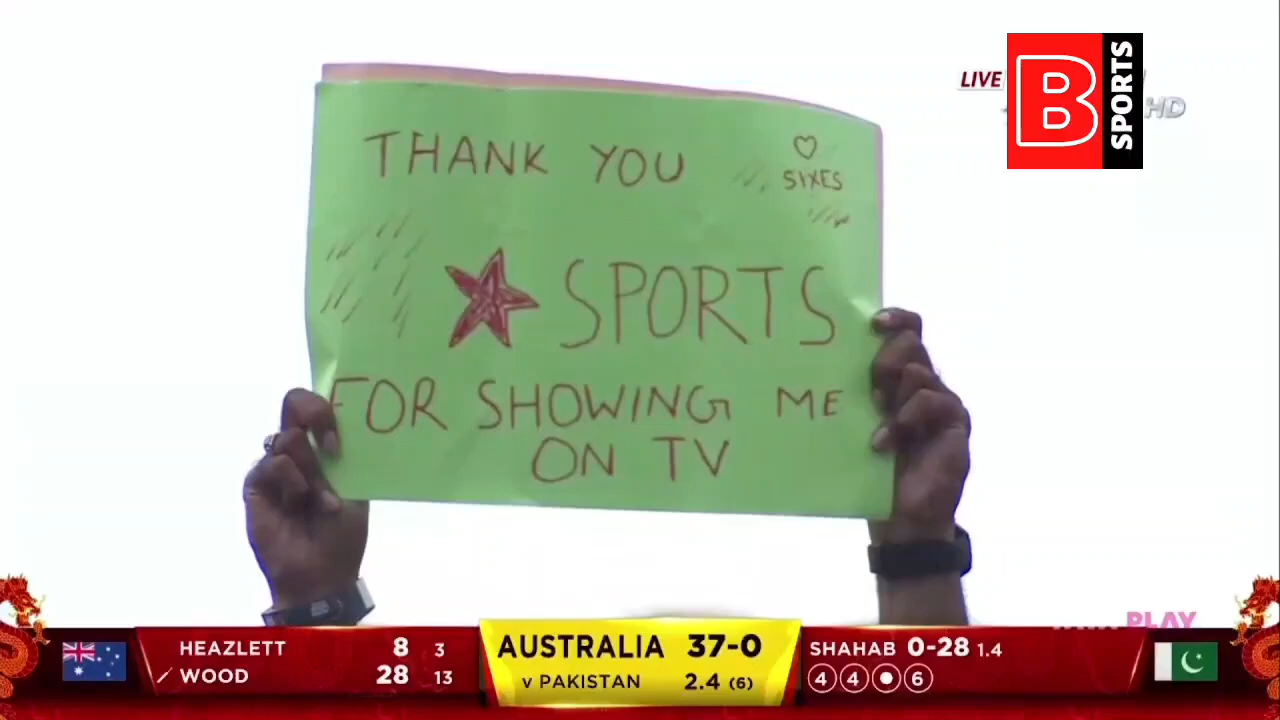 LIVE
B SPORTS
HD
THANK YOU
♡
SIXES
★ SPORTS
FOR SHOWING ME
ON TV
PLAY
HEAZLETT 8 3
WOOD 28 13
AUSTRALIA 37-0
v PAKISTAN 2.4 (6)
SHAHAB 0-28 1.4
4 4 ● 6